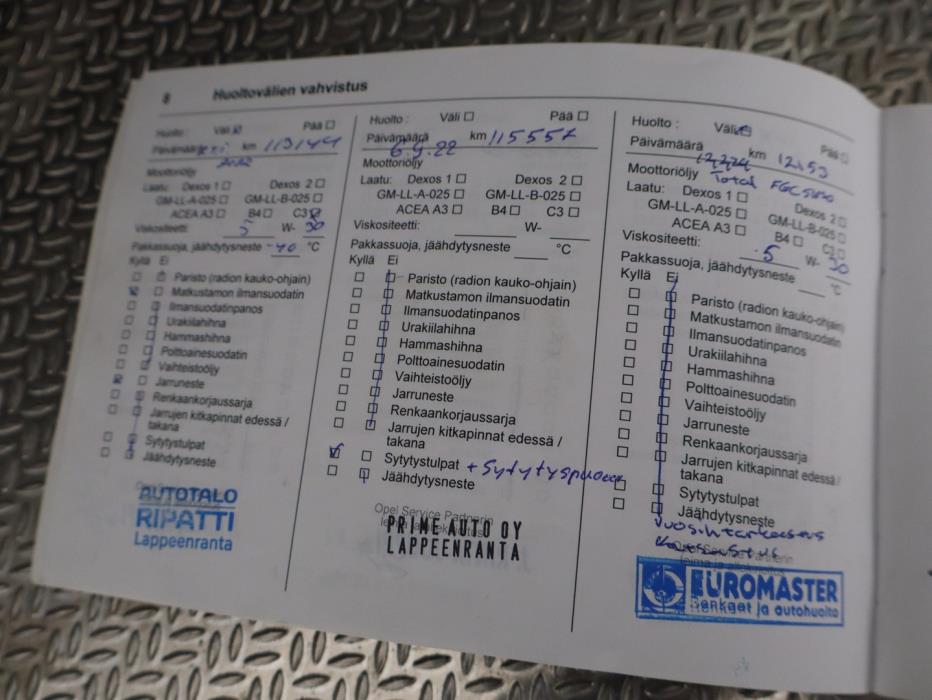 8 Huoltovälien vahvistus
Huolto : Väli ☑ Pää ☐
Päivämäärä km 113144
2022
Moottoriöljy
Laatu: Dexos 1 ☐ Dexos 2 ☐
GM-LL-A-025 ☐ GM-LL-B-025 ☐
ACEA A3 ☐ B4 ☐ C3 ☑
Viskositeetti: 5 W- 30
Pakkassuoja, jäähdytysneste -40 °C
Kyllä Ei
Paristo (radion kauko-ohjain)
Matkustamon ilmansuodatin
Ilmansuodatinpanos
Urakiilahihna
Hammashihna
Polttoainesuodatin
Vaihteistoöljy
Jarruneste
Renkaankorjaussarja
Jarrujen kitkapinnat edessä /
takana
Sytytystulpat
Jäähdytysneste
AUTOTALO
RIPATTI
Lappeenranta
Huolto : Väli ☐ Pää ☐
Päivämäärä km 115557
6.9.22
Moottoriöljy
Laatu: Dexos 1 ☐ Dexos 2 ☐
GM-LL-A-025 ☐ GM-LL-B-025 ☐
ACEA A3 ☐ B4 ☐ C3 ☐
Viskositeetti: W-
Pakkassuoja, jäähdytysneste °C
Kyllä Ei
Paristo (radion kauko-ohjain)
Matkustamon ilmansuodatin
Ilmansuodatinpanos
Urakiilahihna
Hammashihna
Polttoainesuodatin
Vaihteistoöljy
Jarruneste
Renkaankorjaussarja
Jarrujen kitkapinnat edessä /
takana
Sytytystulpat + Sytytyspuola
Jäähdytysneste
Opel Service Partnerin
PRIME AUTO OY
LAPPEENRANTA
Huolto : Väli ☑ Pää ☐
Päivämäärä km
Moottoriöljy Total
Laatu: Dexos 1 ☐ Dexos 2 ☐
GM-LL-A-025 ☐ GM-LL-B-025 ☐
ACEA A3 ☐ B4 ☐ C3 ☐
Viskositeetti: 5 W- 30
Pakkassuoja, jäähdytysneste °C
Kyllä Ei
Paristo (radion kauko-ohjain)
Matkustamon ilmansuodatin
Ilmansuodatinpanos
Urakiilahihna
Hammashihna
Polttoainesuodatin
Vaihteistoöljy
Jarruneste
Renkaankorjaussarja
Jarrujen kitkapinnat edessä /
takana
Sytytystulpat
Jäähdytysneste
Vuosihtarkastus
EUROMASTER
Renkaat ja autohuolto